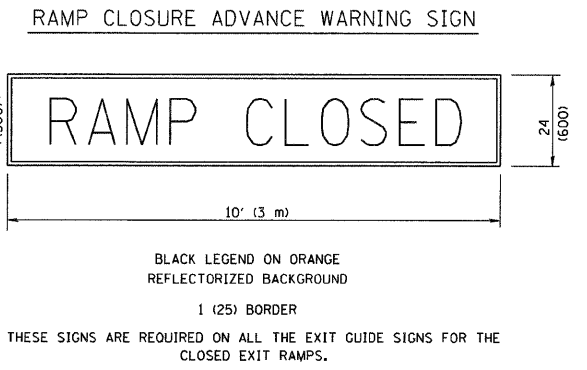 RAMP CLOSURE ADVANCE WARNING SIGN
RAMP CLOSED
24
(600)
10' (3 m)
BLACK LEGEND ON ORANGE
REFLECTORIZED BACKGROUND
1 (25) BORDER
THESE SIGNS ARE REQUIRED ON ALL THE EXIT GUIDE SIGNS FOR THE
CLOSED EXIT RAMPS.